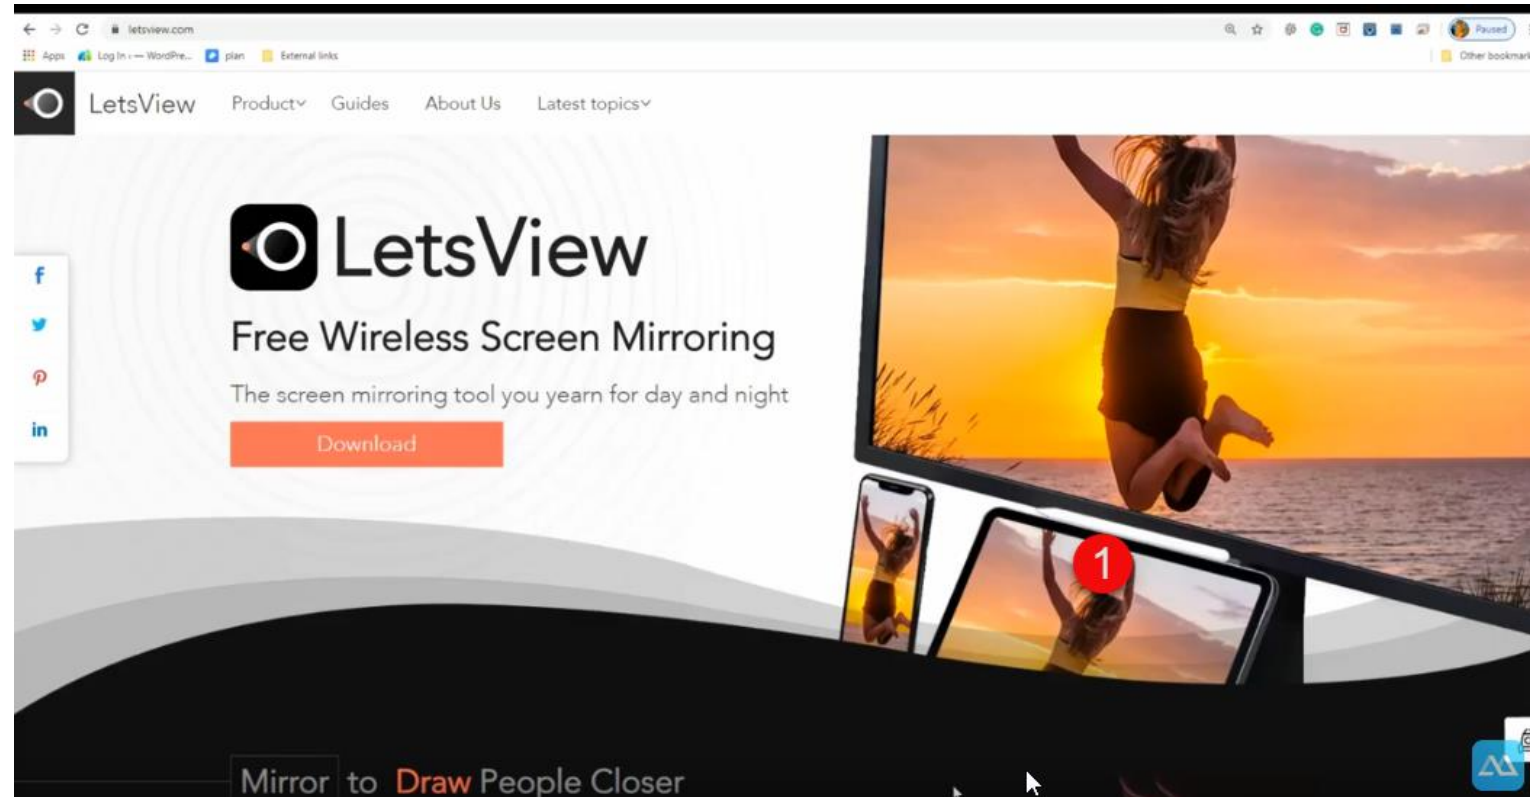 letsview.com
Paused
Apps
Log In ‹ — WordPre...
plan
External links
Other bookmark
LetsView
Product
Guides
About Us
Latest topics
LetsView
Free Wireless Screen Mirroring
The screen mirroring tool you yearn for day and night
Download
f
in
1
Mirror to Draw People Closer